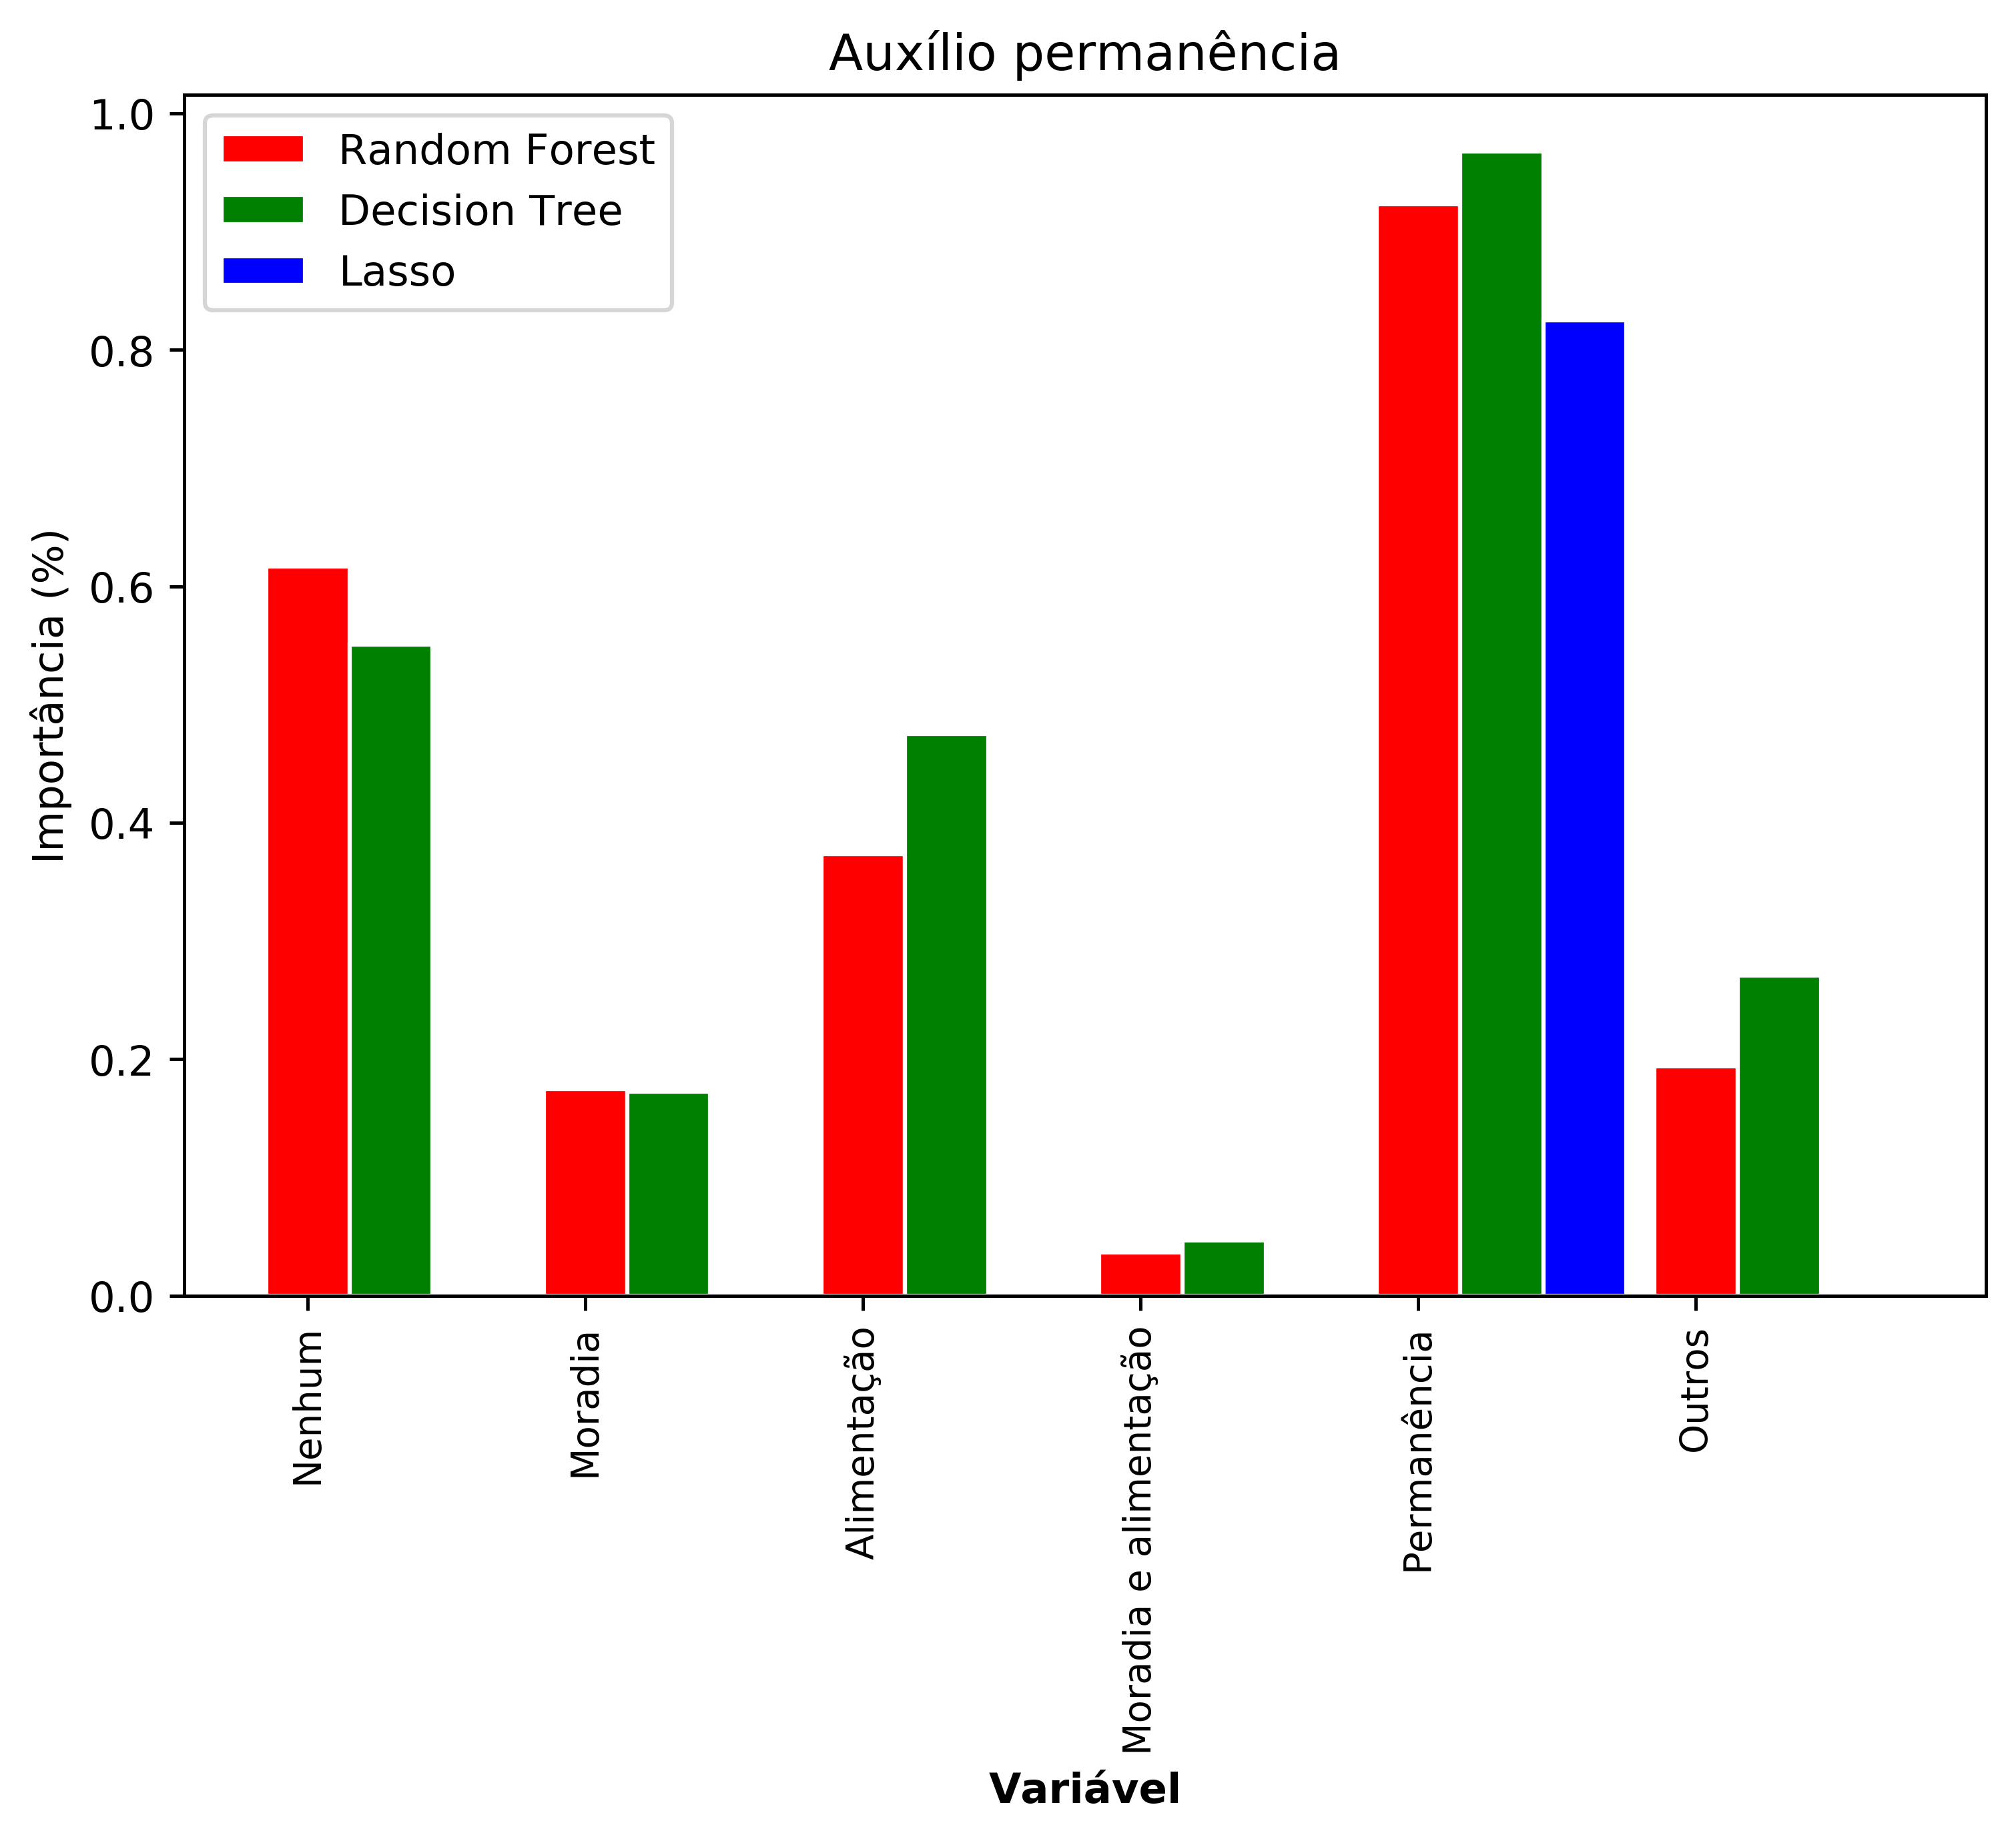 Auxílio permanência
Random Forest
Decision Tree
Lasso
Importância (%)
1.0
0.8
0.6
0.4
0.2
0.0
Nenhum
Moradia
Alimentação
Moradia e alimentação
Permanência
Outros
Variável